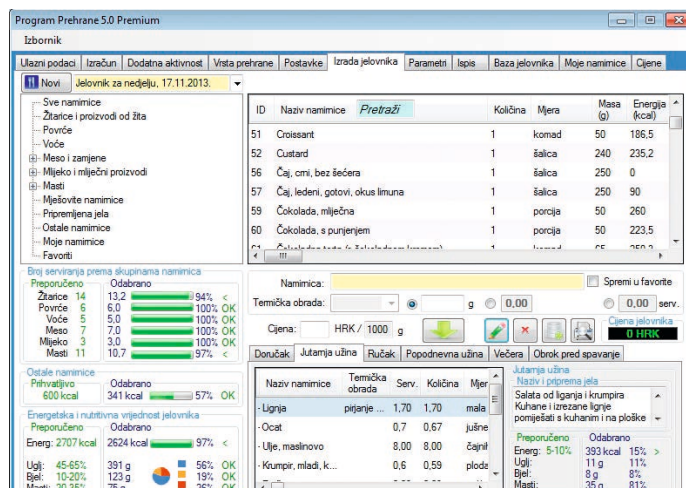 Program Prehrane 5.0 Premium
Izbornik
Ulazni podaci Izračun Dodatna aktivnost Vrsta prehrane Postavke Izrada jelovnika Parametri Ispis Baza jelovnika Moje namirnice Cijene
Novi Jelovnik za nedjelju, 17.11.2013.
Sve namirnice
Žitarice i proizvodi od žita
Povrće
Voće
Meso i zamjene
Mlijeko i mliječni proizvodi
Masti
Mješovite namirnice
Pripremljena jela
Ostale namirnice
Moje namirnice
Favoriti
ID Naziv namirnice Pretraži Količina Mjera Masa (g) Energija (kcal)
51 Croissant 1 komad 50 186,5
52 Custard 1 šalica 240 235,2
56 Čaj, crni, bez šećera 1 šalica 250 0
57 Čaj, ledeni, gotovi, okus limuna 1 šalica 250 90
59 Čokolada, mliječna 1 porcija 50 260
60 Čokolada, s punjenjem 1 porcija 50 223,5
Broj serviranja prema skupinama namirnica
Preporučeno Odabrano
Žitarice 14 13,2 94% <
Povrće 6 6,0 100% OK
Voće 5 5,0 100% OK
Meso 7 7,0 100% OK
Mlijeko 3 3,0 100% OK
Masti 11 10,7 97% <
Ostale namirnice
Prihvatljivo Odabrano
600 kcal 341 kcal 57% OK
Energetska i nutritivna vrijednost jelovnika
Preporučeno Odabrano
Energ: 2707 kcal 2624 kcal 97% <
Uglj: 45-65% 391 g 56% OK
Bjel: 10-20% 123 g 19% OK
Namirnica: Spremi u favorite
Termička obrada: g 0,00 0,00 serv.
Cijena: HRK / 1000 g
Cijena jelovnika
0 HRK
Doručak Jutarnja užina Ručak Popodnevna užina Večera Obrok pred spavanje
Naziv namirnice Termička obrada Serv. Količina Mjer
· Lignja pirjanje ... 1,70 1,70 mala
· Ocat 0,7 0,67 jušne
· Ulje, maslinovo 8,00 8,00 čajnih
· Krumpir, mladi, k... 0,6 0,59 ploda
Jutarnja užina
Naziv i priprema jela
Salata od liganja i krumpira
Kuhane i izrezane lignje
pomiješati s kuhanim i na ploške
Preporučeno Odabrano
Energ: 5-10% 393 kcal 15% >
Uglj: 11 g 11%
Bjel: 8 g 8%
Masti: 35 g 81%